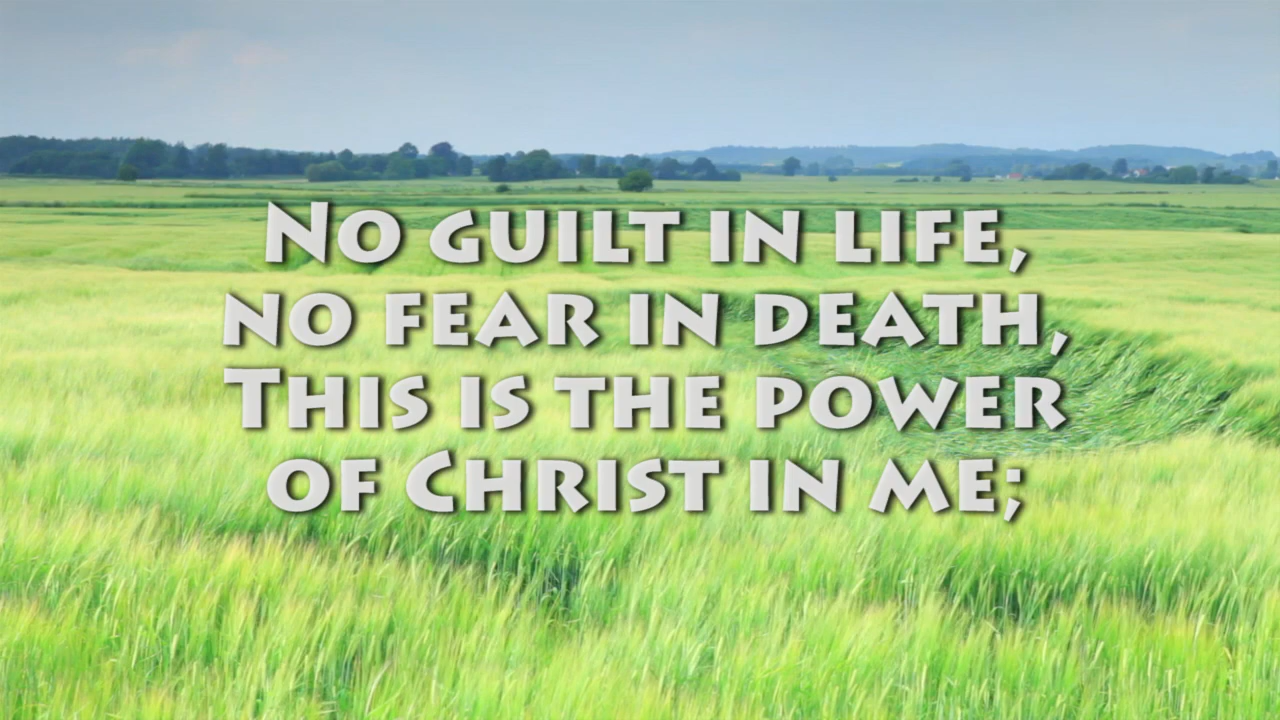 No guilt in life,
no fear in death,
This is the power
of Christ in me;